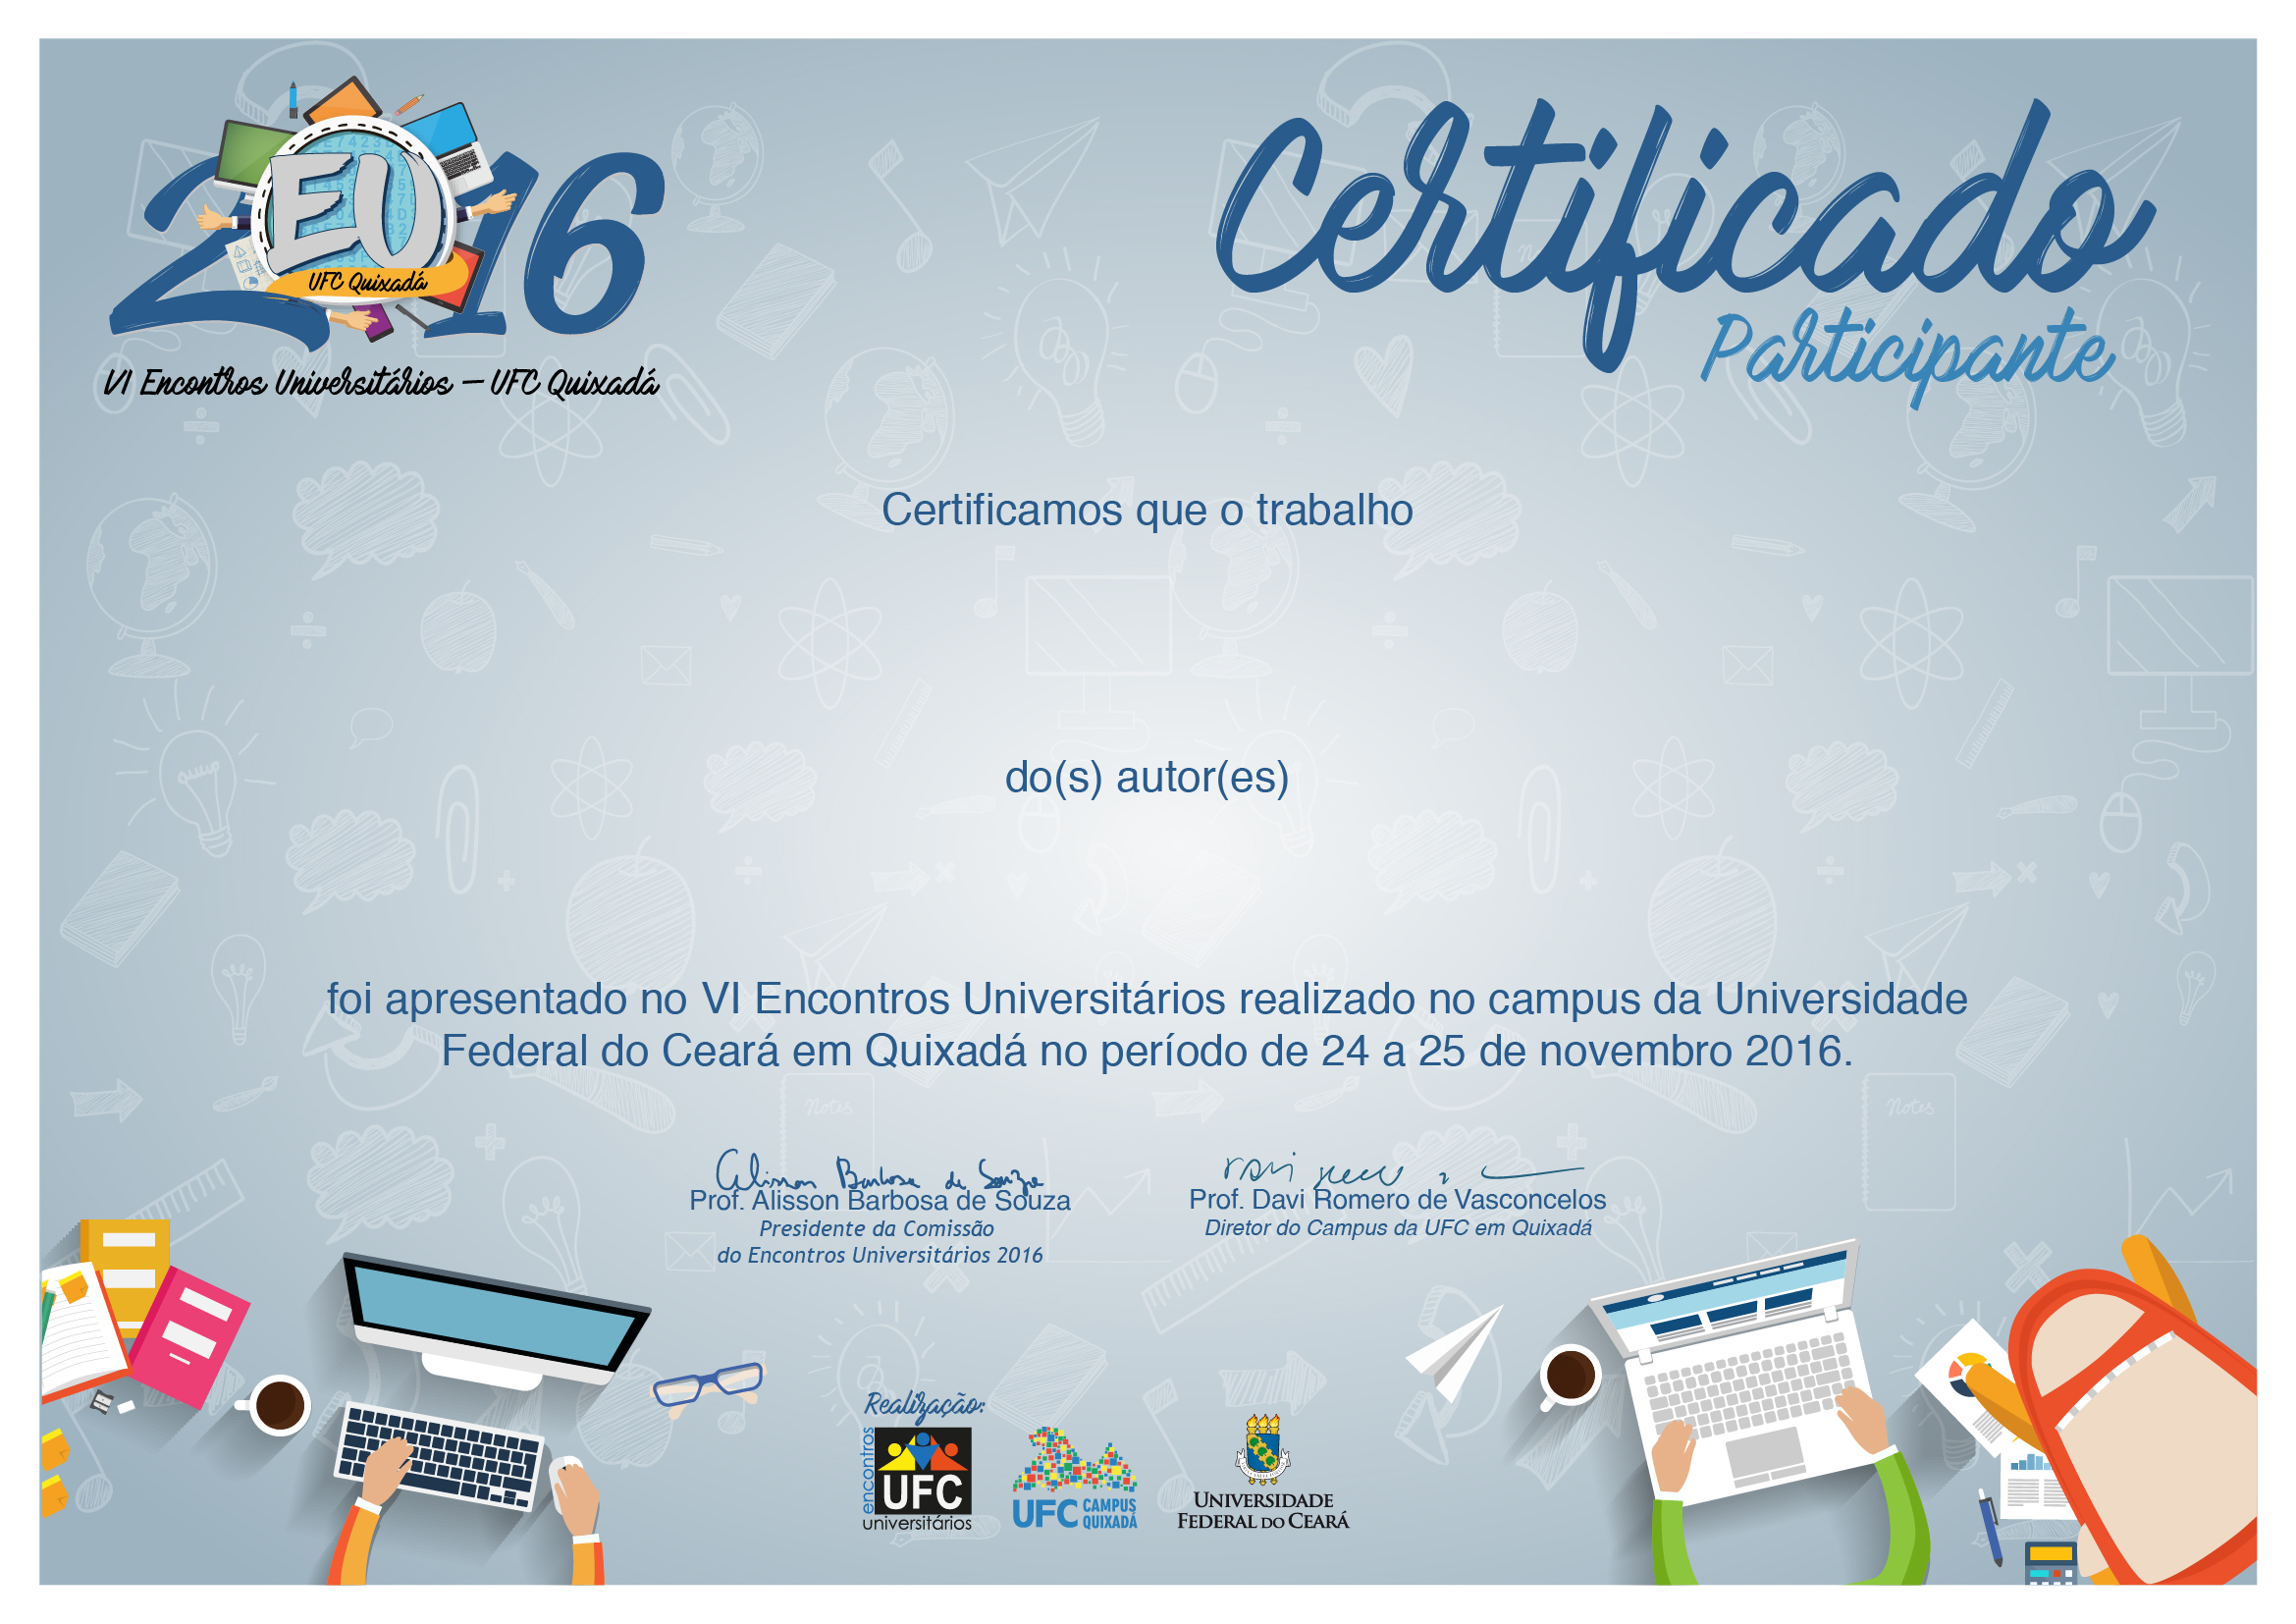 2016
EU
UFC Quixadá
VI Encontros Universitários – UFC Quixadá
Certificado
Participante
Certificamos que o trabalho
do(s) autor(es)
foi apresentado no VI Encontros Universitários realizado no campus da Universidade
Federal do Ceará em Quixadá no período de 24 a 25 de novembro 2016.
Alisson Barbosa de Souza
Prof. Alisson Barbosa de Souza
Presidente da Comissão
do Encontros Universitários 2016
Prof. Davi Romero de Vasconcelos
Diretor do Campus da UFC em Quixadá
Notes
Notes
Realização:
encontros
UFC
universitários
UFC CAMPUS
QUIXADÁ
UNIVERSIDADE
FEDERAL DO CEARÁ